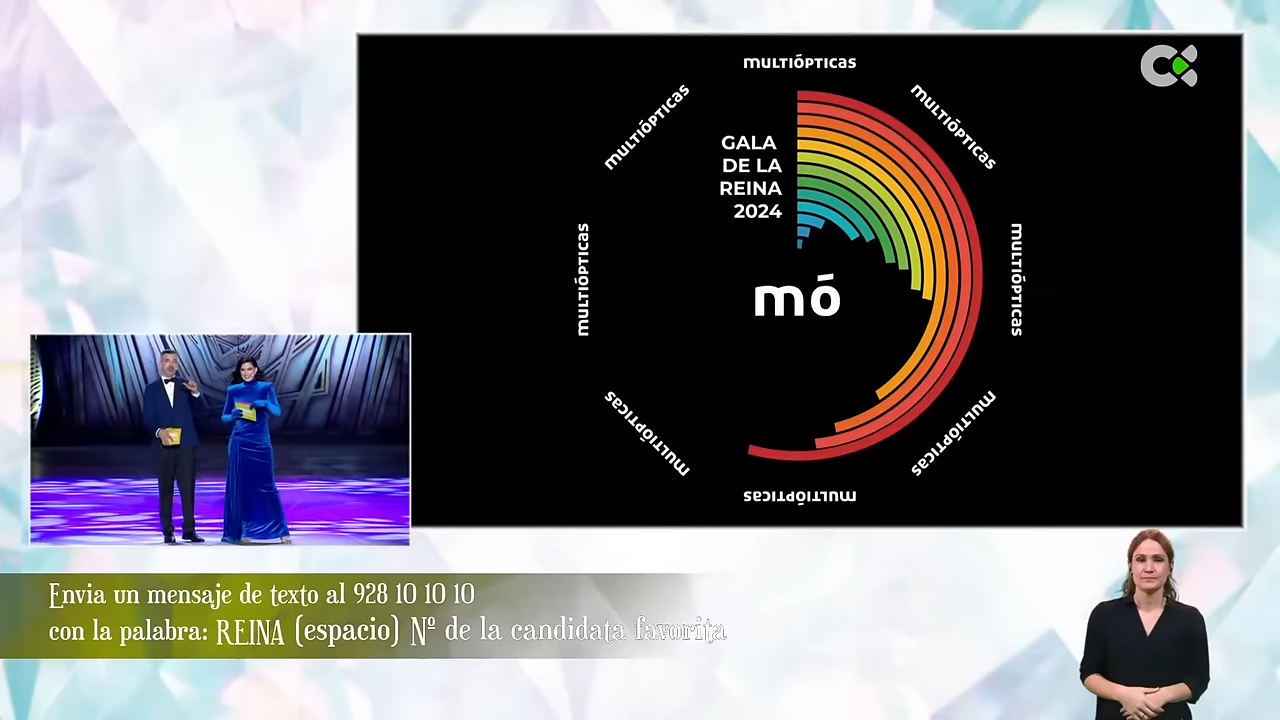 multiópticas
multiópticas
multiópticas
GALA
DE LA
REINA
2024
multiópticas
multiópticas
mó
multiópticas
multiópticas
multiópticas
Envia un mensaje de texto al 928 10 10 10
con la palabra: REINA (espacio) Nº de la candidata favorita